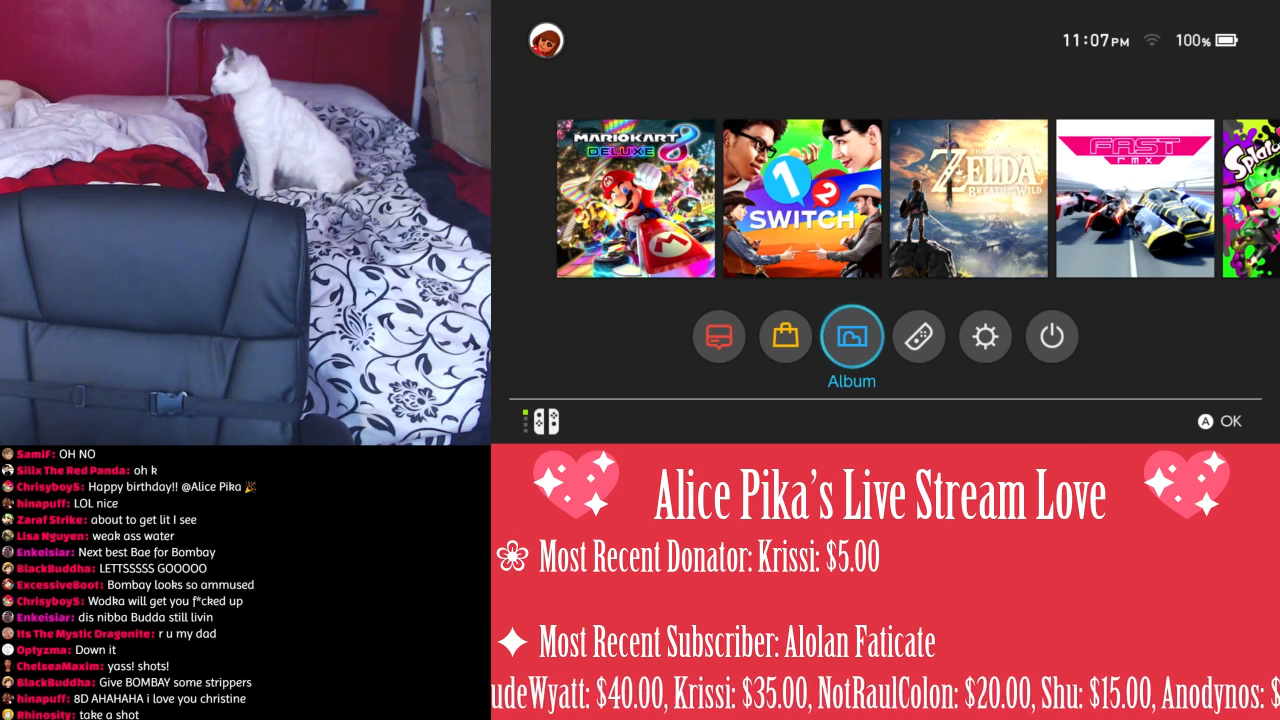 11:07PM 100%
MARIOKART 8
DELUXE
1 2
SWITCH
THE LEGEND OF
ZELDA
BREATH OF THE WILD
FAST
rmx
M
Album
A OK
SamiF: OH NO
Silix The Red Panda: oh k
ChrisyboyS: Happy birthday!! @Alice Pika 🎉
hinapuff: LOL nice
Zaraf Strike: about to get lit I see
Lisa Nguyen: weak ass water
Enkeisiar: Next best Bae for Bombay
BlackBuddha: LETTSSSSS GOOOOO
ExcessiveBoot: Bombay looks so ammused
ChrisyboyS: Wodka will get you f*cked up
Enkeisiar: dis nibba Budda still livin
Its The Mystic Dragonite: r u my dad
Optyzma: Down it
ChelseaMaxim: yass! shots!
BlackBuddha: Give BOMBAY some strippers
hinapuff: 8D AHAHAHA i love you christine
Rhinosity: take a shot
Alice Pika's Live Stream Love
Most Recent Donator: Krissi: $5.00
Most Recent Subscriber: Alolan Faticate
udeWyatt: $40.00, Krissi: $35.00, NotRaulColon: $20.00, Shu: $15.00, Anodynos: $